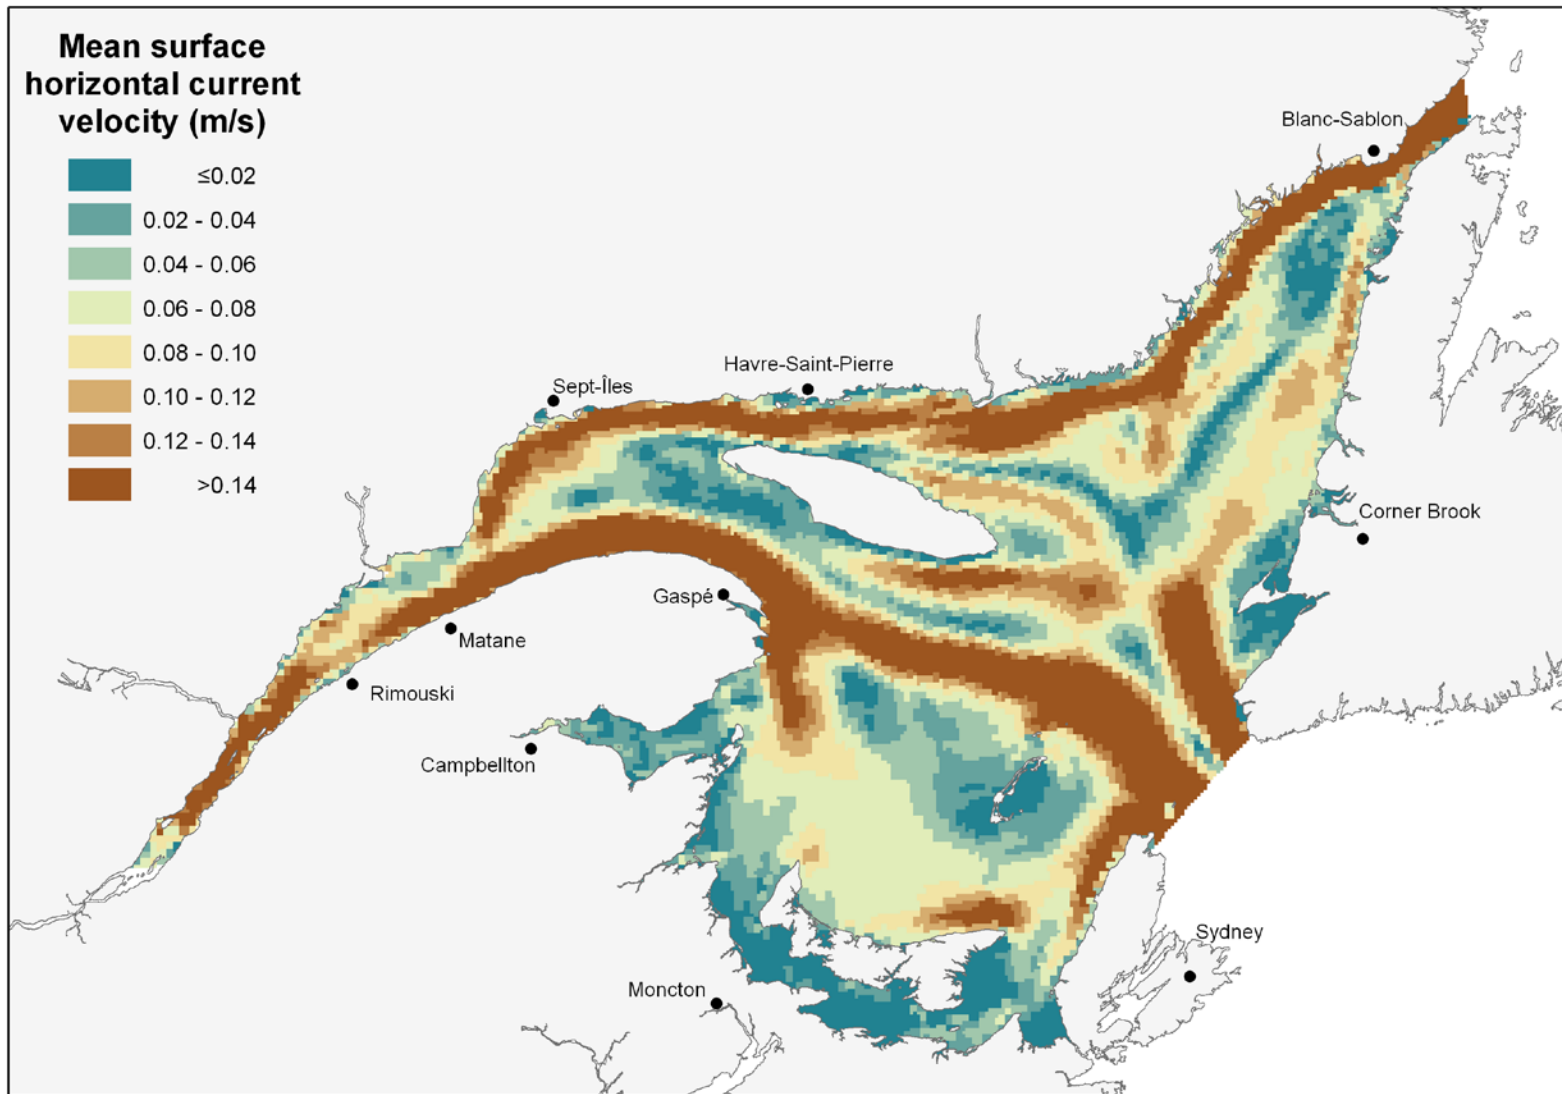 Mean surface
horizontal current
velocity (m/s)
≤0.02
0.02 - 0.04
0.04 - 0.06
0.06 - 0.08
0.08 - 0.10
0.10 - 0.12
0.12 - 0.14
>0.14
Blanc-Sablon
Havre-Saint-Pierre
Sept-Îles
Corner Brook
Gaspé
Matane
Rimouski
Campbellton
Sydney
Moncton